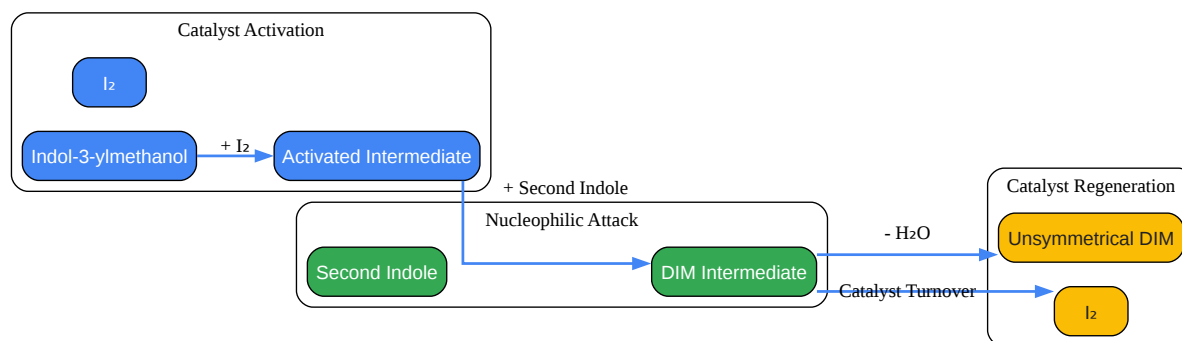 Catalyst Activation
I₂
Indol-3-ylmethanol
+ I₂
Activated Intermediate
+ Second Indole
Nucleophilic Attack
Second Indole
DIM Intermediate
- H₂O
Catalyst Turnover
Catalyst Regeneration
Unsymmetrical DIM
I₂